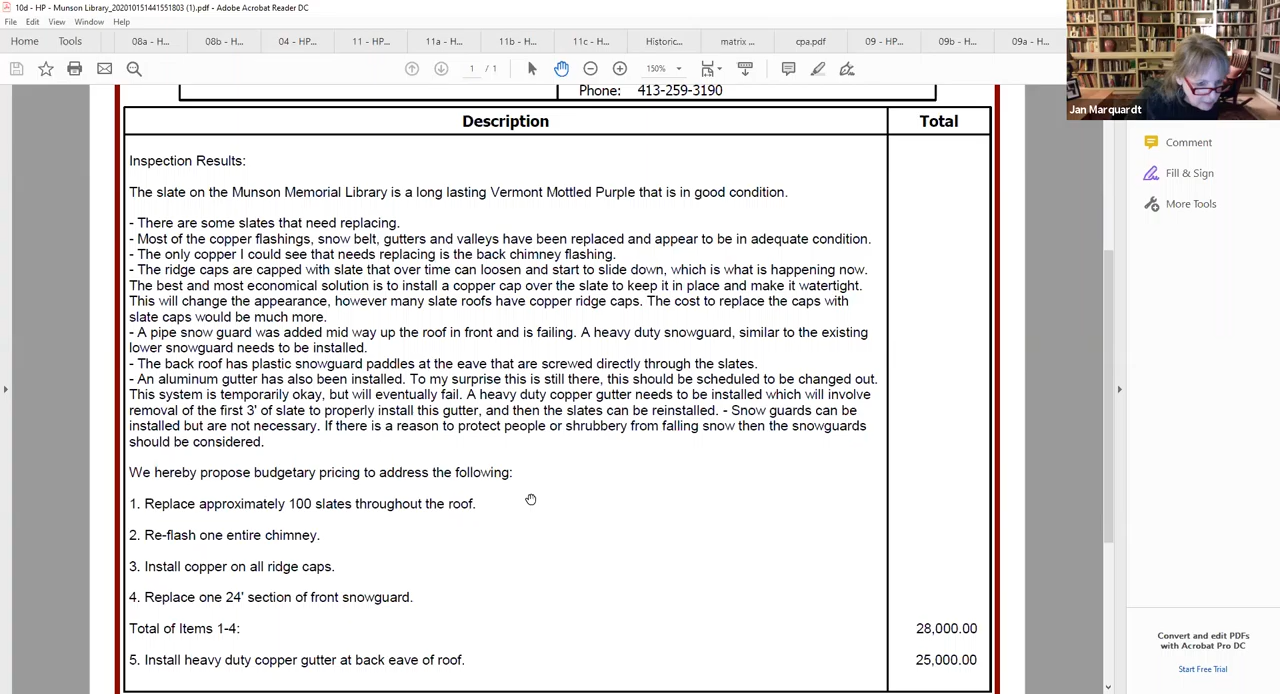 10d - HP - Munson Library_202010151441551803 (1).pdf - Adobe Acrobat Reader DC
File Edit View Window Help
Home Tools 08a - H... 08b - H... 04 - HP... 11 - HP... 11a - H... 11b - H... 11c - H... Historic... matrix ... cpa.pdf 09 - HP... 09b - H... 09a - H...
1 / 1 150%
Jan Marquardt
Phone: 413-259-3190
Description Total
Inspection Results:
The slate on the Munson Memorial Library is a long lasting Vermont Mottled Purple that is in good condition.
- There are some slates that need replacing.
- Most of the copper flashings, snow belt, gutters and valleys have been replaced and appear to be in adequate condition.
- The only copper I could see that needs replacing is the back chimney flashing.
- The ridge caps are capped with slate that over time can loosen and start to slide down, which is what is happening now.
The best and most economical solution is to install a copper cap over the slate to keep it in place and make it watertight.
This will change the appearance, however many slate roofs have copper ridge caps. The cost to replace the caps with
slate caps would be much more.
- A pipe snow guard was added mid way up the roof in front and is failing. A heavy duty snowguard, similar to the existing
lower snowguard needs to be installed.
- The back roof has plastic snowguard paddles at the eave that are screwed directly through the slates.
- An aluminum gutter has also been installed. To my surprise this is still there, this should be scheduled to be changed out.
This system is temporarily okay, but will eventually fail. A heavy duty copper gutter needs to be installed which will involve
removal of the first 3' of slate to properly install this gutter, and then the slates can be reinstalled. - Snow guards can be
installed but are not necessary. If there is a reason to protect people or shrubbery from falling snow then the snowguards
should be considered.
We hereby propose budgetary pricing to address the following:
1. Replace approximately 100 slates throughout the roof.
2. Re-flash one entire chimney.
3. Install copper on all ridge caps.
4. Replace one 24' section of front snowguard.
Total of Items 1-4: 28,000.00
5. Install heavy duty copper gutter at back eave of roof. 25,000.00
Comment
Fill & Sign
More Tools
Convert and edit PDFs
with Acrobat Pro DC
Start Free Trial